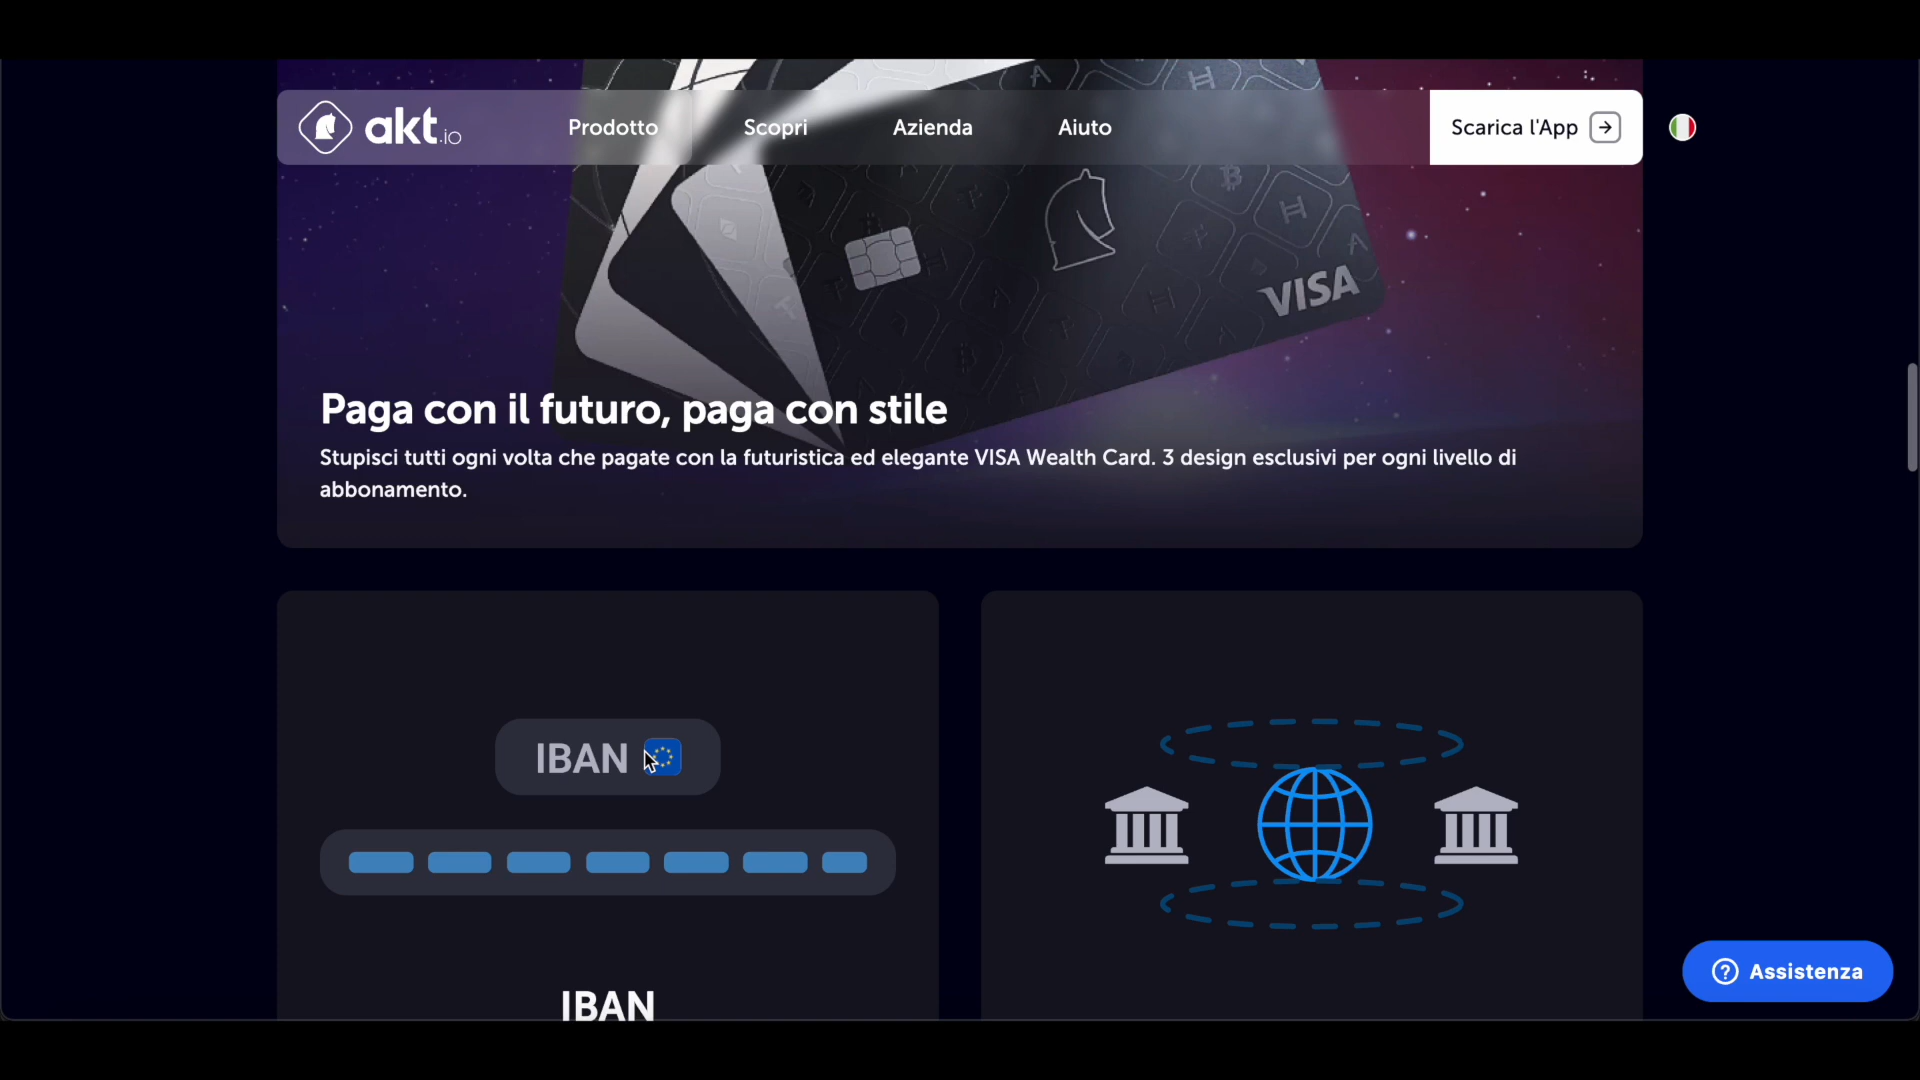 akt.io
Prodotto
Scopri
Azienda
Aiuto
Scarica l'App
VISA
Paga con il futuro, paga con stile
Stupisci tutti ogni volta che pagate con la futuristica ed elegante VISA Wealth Card. 3 design esclusivi per ogni livello di
abbonamento.
IBAN
IBAN
Assistenza